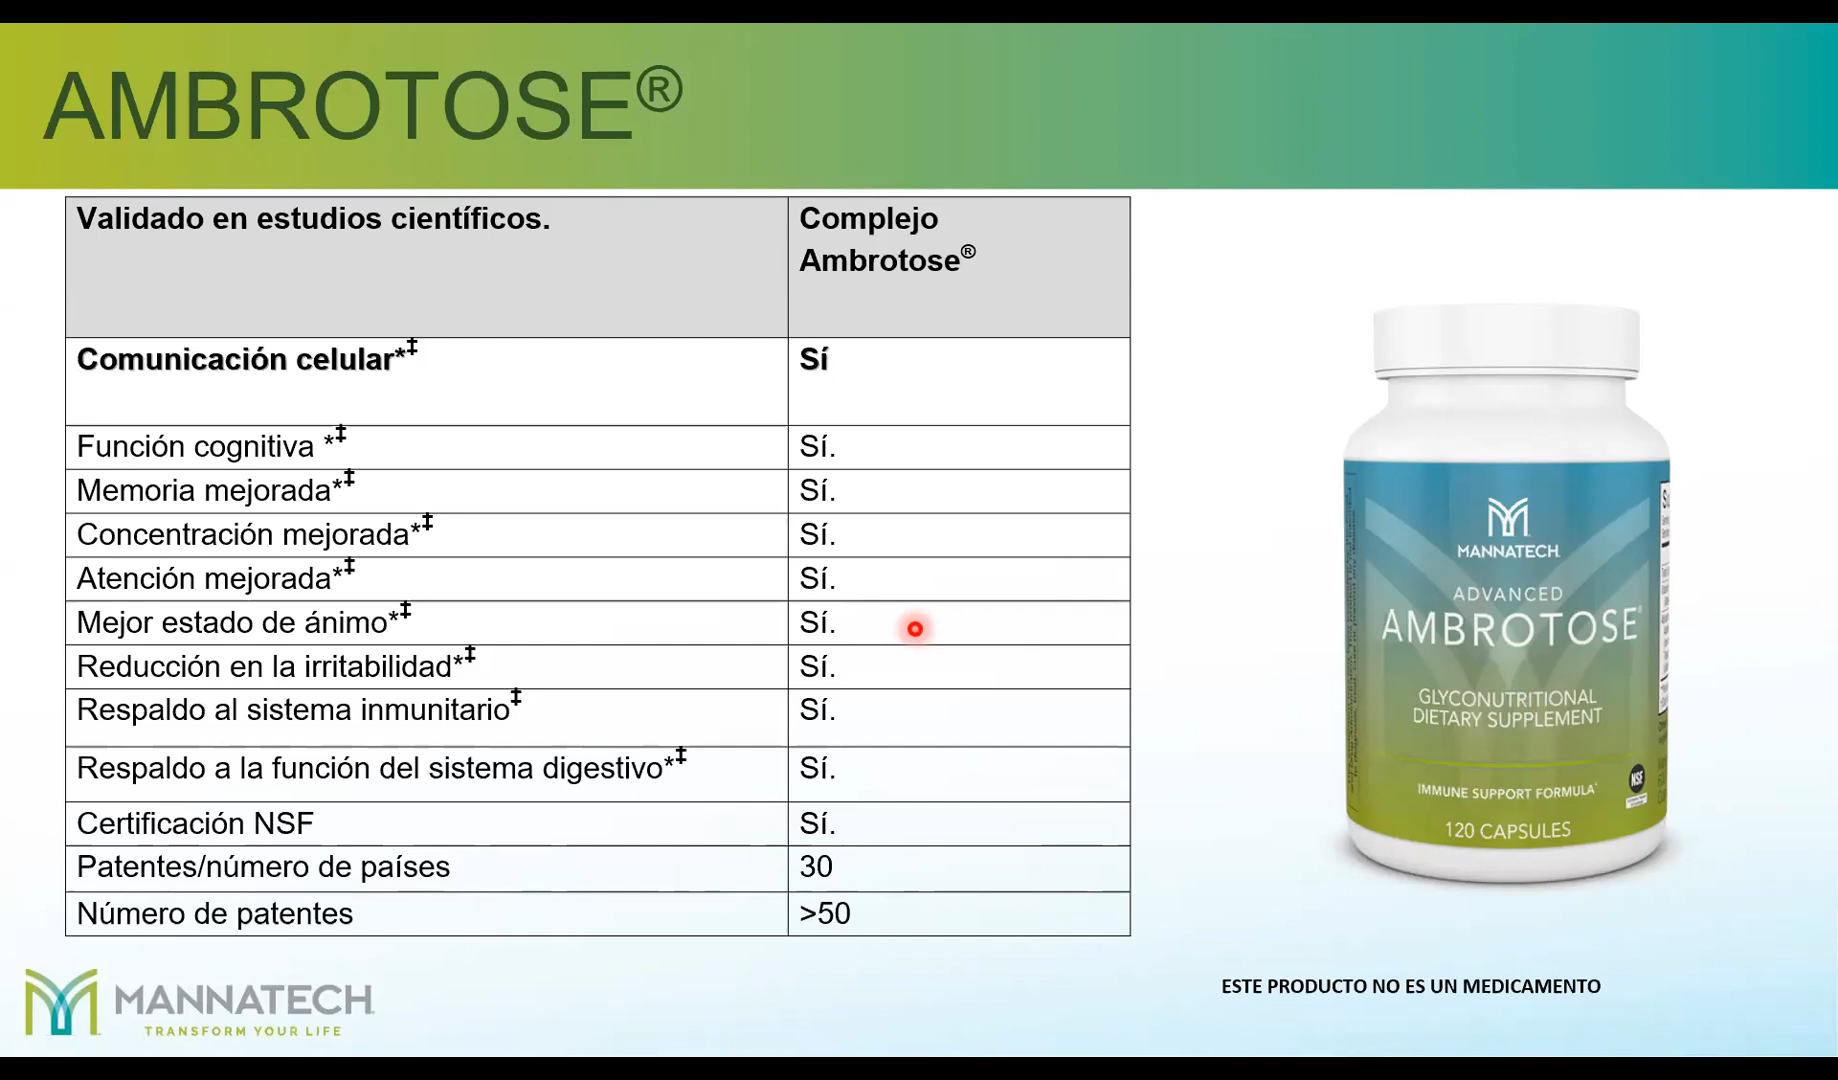 AMBROTOSE®
Validado en estudios científicos.
Complejo
Ambrotose®
Comunicación celular*‡
Sí
Función cognitiva *‡
Sí.
Memoria mejorada*‡
Sí.
Concentración mejorada*‡
Sí.
Atención mejorada*‡
Sí.
Mejor estado de ánimo*‡
Sí.
Reducción en la irritabilidad*‡
Sí.
Respaldo al sistema inmunitario‡
Sí.
Respaldo a la función del sistema digestivo*‡
Sí.
Certificación NSF
Sí.
Patentes/número de países
30
Número de patentes
>50
MANNATECH
ADVANCED
AMBROTOSE®
GLYCONUTRITIONAL
DIETARY SUPPLEMENT
NSF
IMMUNE SUPPORT FORMULA*
120 CAPSULES
MANNATECH
TRANSFORM YOUR LIFE
ESTE PRODUCTO NO ES UN MEDICAMENTO